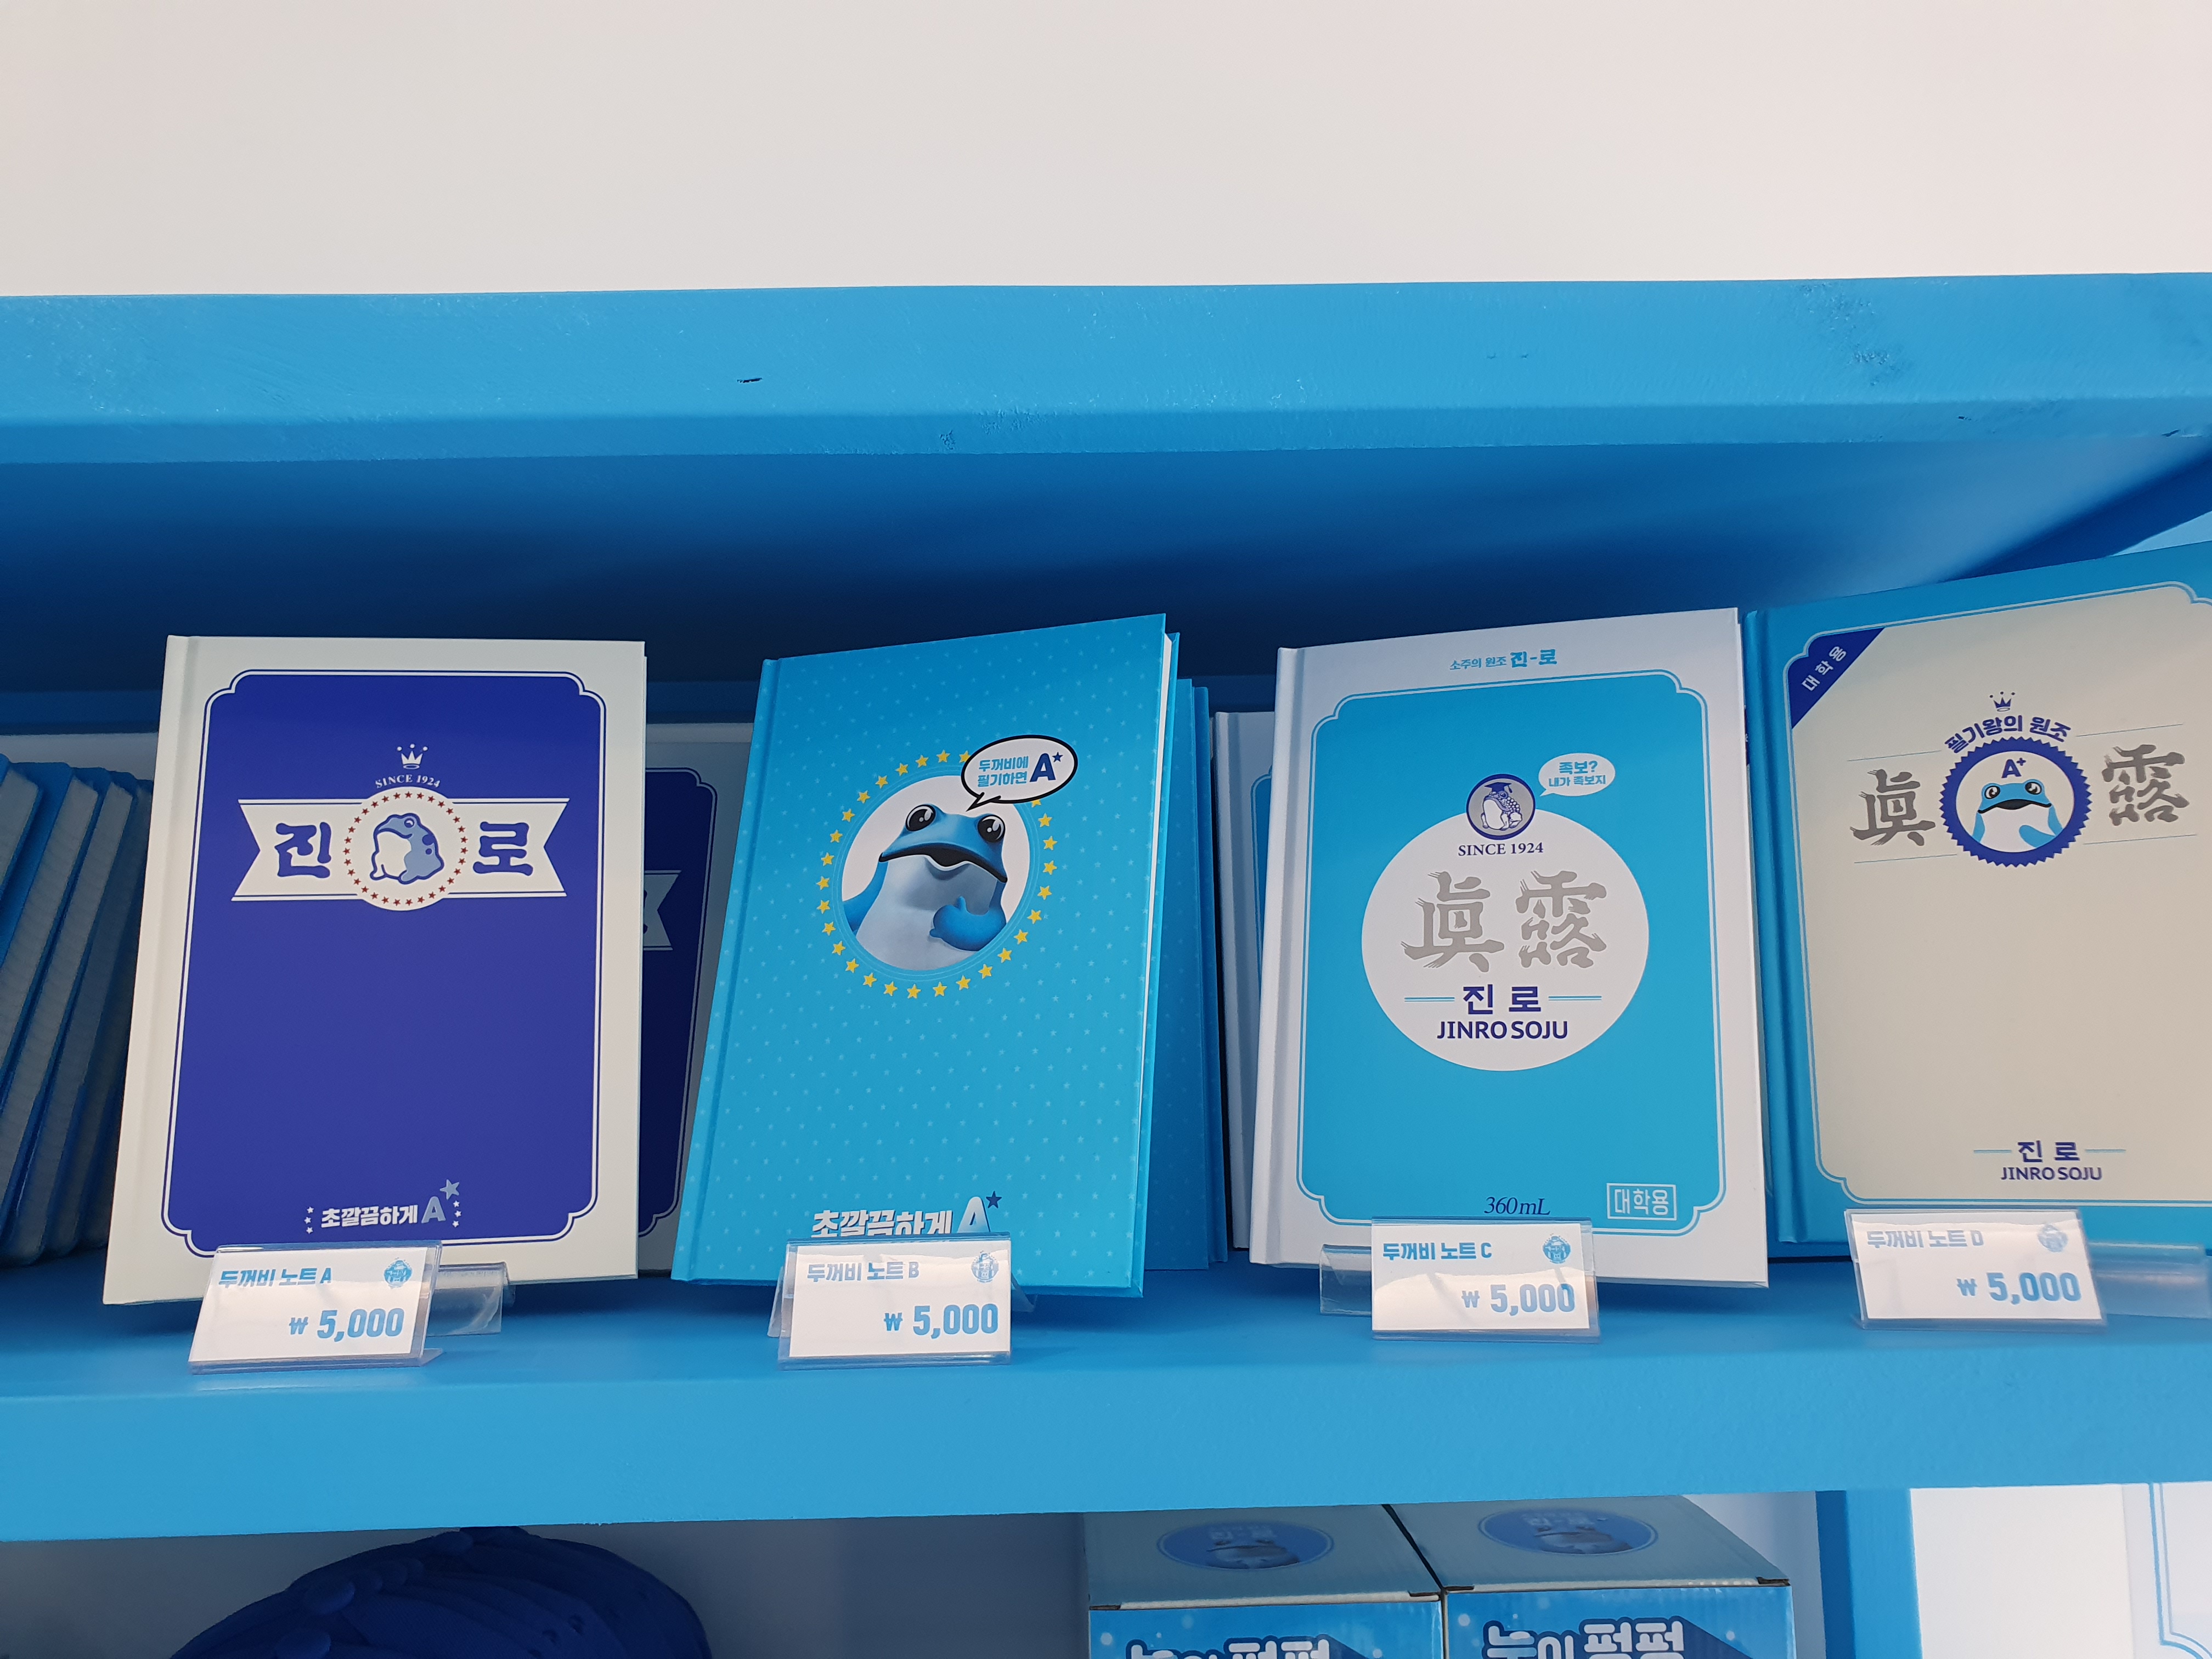 SINCE 1924
진 로
초깔끔하게 A
두꺼비 노트 A
₩ 5,000
두꺼비에
필기하면 A
초깔끔하게 A
두꺼비 노트 B
₩ 5,000
소주의 원조 진-로
족보?
내가 족보지
SINCE 1924
眞露
진 로
JINRO SOJU
360mL
대학용
두꺼비 노트 C
₩ 5,000
대학용
필기왕의 원조
眞 露
A+
진 로
JINRO SOJU
두꺼비 노트 D
₩ 5,000
펑펑
펑펑